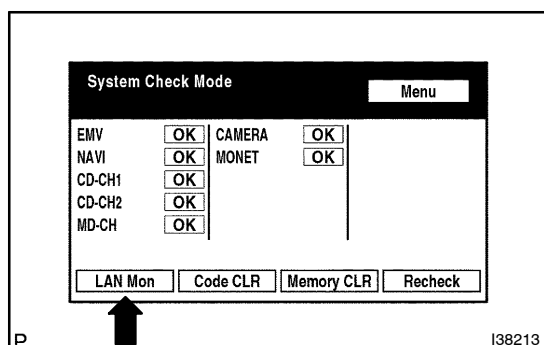 System Check Mode
Menu
EMV OK CAMERA OK
NAVI OK MONET OK
CD-CH1 OK
CD-CH2 OK
MD-CH OK
LAN Mon Code CLR Memory CLR Recheck
P I38213